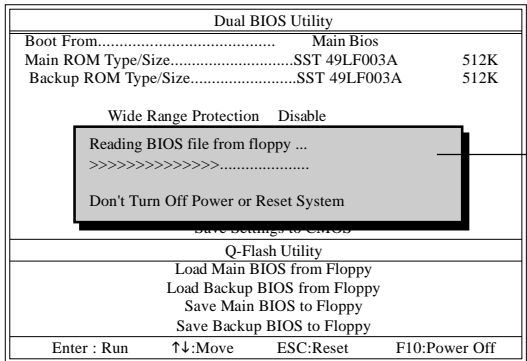 Dual BIOS Utility
Boot From.......................................... Main Bios
Main ROM Type/Size.............................SST 49LF003A 512K
Backup ROM Type/Size.........................SST 49LF003A 512K
Wide Range Protection Disable
Reading BIOS file from floppy ...
>>>>>>>>>>>>>>.....................
Don't Turn Off Power or Reset System
Save Settings to CMOS
Q-Flash Utility
Load Main BIOS from Floppy
Load Backup BIOS from Floppy
Save Main BIOS to Floppy
Save Backup BIOS to Floppy
Enter : Run ↑↓:Move ESC:Reset F10:Power Off